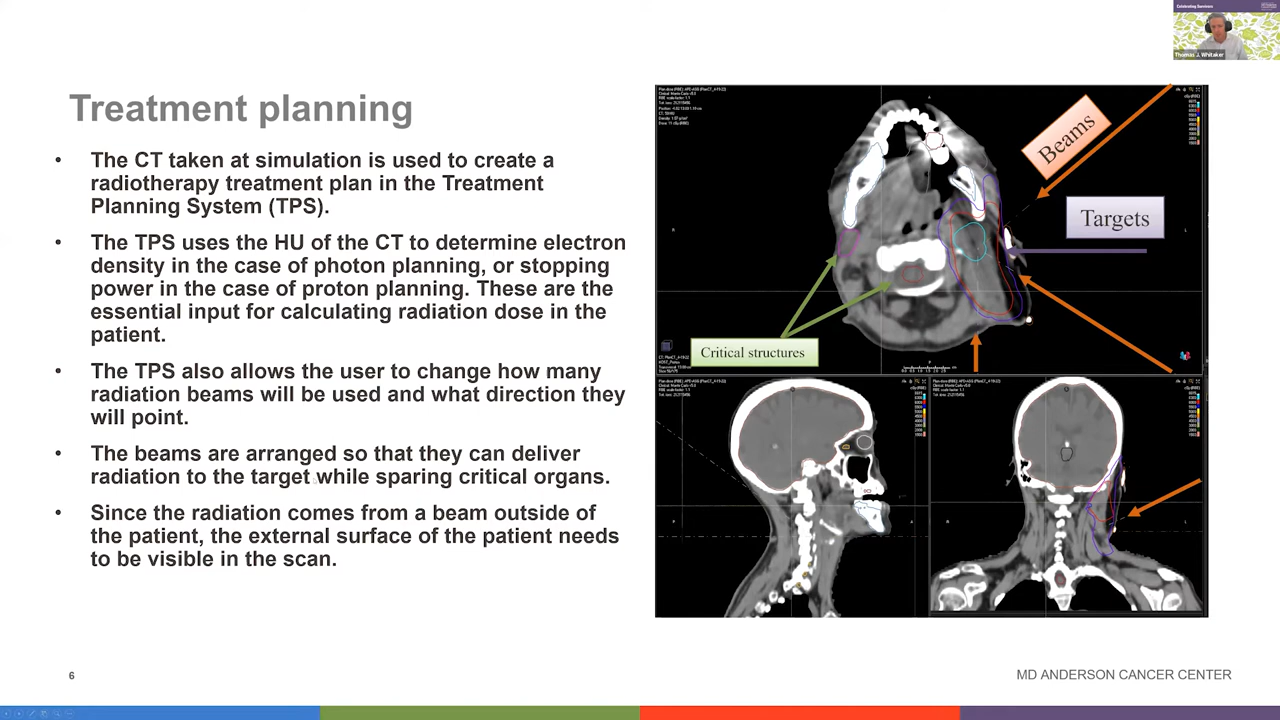 Celebrating Survivors
Thomas J. Whitaker
Treatment planning
• The CT taken at simulation is used to create a
radiotherapy treatment plan in the Treatment
Planning System (TPS).
• The TPS uses the HU of the CT to determine electron
density in the case of photon planning, or stopping
power in the case of proton planning. These are the
essential input for calculating radiation dose in the
patient.
• The TPS also allows the user to change how many
radiation beams will be used and what direction they
will point.
• The beams are arranged so that they can deliver
radiation to the target while sparing critical organs.
• Since the radiation comes from a beam outside of
the patient, the external surface of the patient needs
to be visible in the scan.
Beams
Targets
Critical structures
6
MD ANDERSON CANCER CENTER